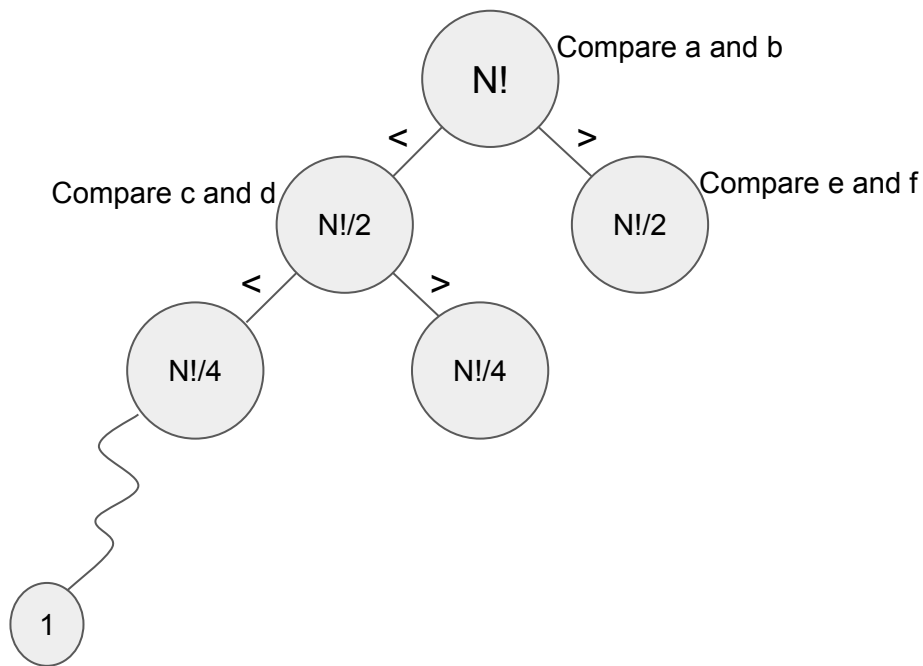 N!
Compare a and b
<
>
Compare c and d
N!/2
N!/2
Compare e and f
<
>
N!/4
N!/4
1